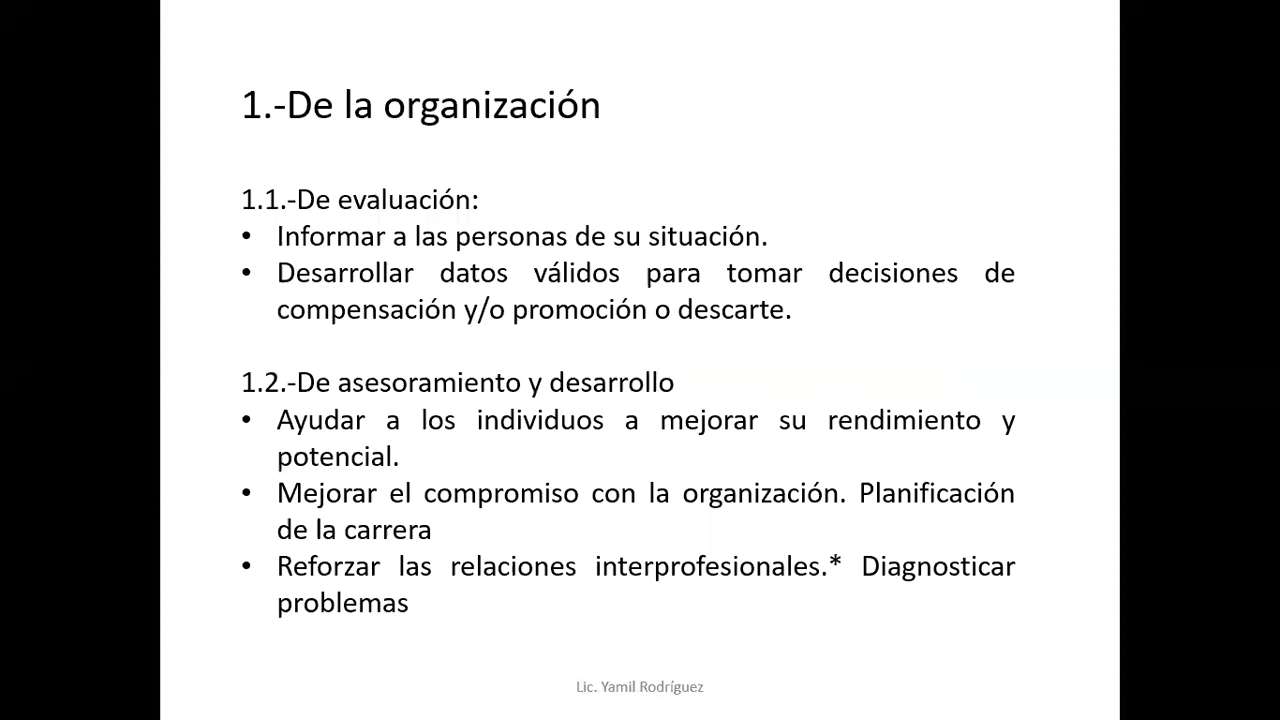 1.-De la organización
1.1.-De evaluación:
• Informar a las personas de su situación.
• Desarrollar datos válidos para tomar decisiones de
compensación y/o promoción o descarte.
1.2.-De asesoramiento y desarrollo
• Ayudar a los individuos a mejorar su rendimiento y
potencial.
• Mejorar el compromiso con la organización. Planificación
de la carrera
• Reforzar las relaciones interprofesionales.* Diagnosticar
problemas
Lic. Yamil Rodríguez